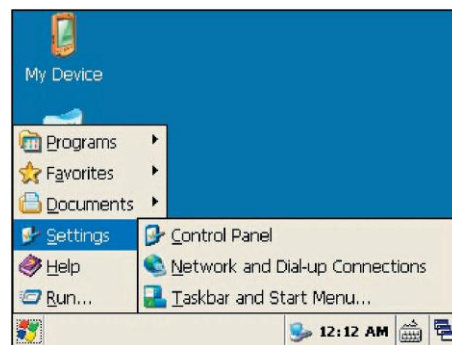 My Device
Programs
Favorites
Documents
Settings
Help
Run...
Control Panel
Network and Dial-up Connections
Taskbar and Start Menu...
12:12 AM